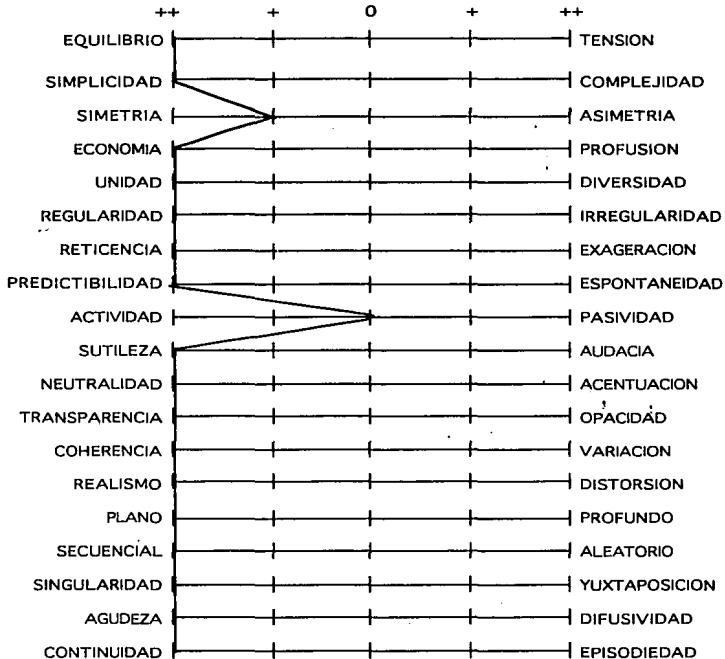 ++ + 0 + ++
EQUILIBRIO TENSION
SIMPLICIDAD COMPLEJIDAD
SIMETRIA ASIMETRIA
ECONOMIA PROFUSION
UNIDAD DIVERSIDAD
REGULARIDAD IRREGULARIDAD
RETICENCIA EXAGERACION
PREDICTIBILIDAD ESPONTANEIDAD
ACTIVIDAD PASIVIDAD
SUTILEZA AUDACIA
NEUTRALIDAD ACENTUACION
TRANSPARENCIA OPACIDAD
COHERENCIA VARIACION
REALISMO DISTORSION
PLANO PROFUNDO
SECUENCIAL ALEATORIO
SINGULARIDAD YUXTAPOSICION
AGUDEZA DIFUSIVIDAD
CONTINUIDAD EPISODIEDAD